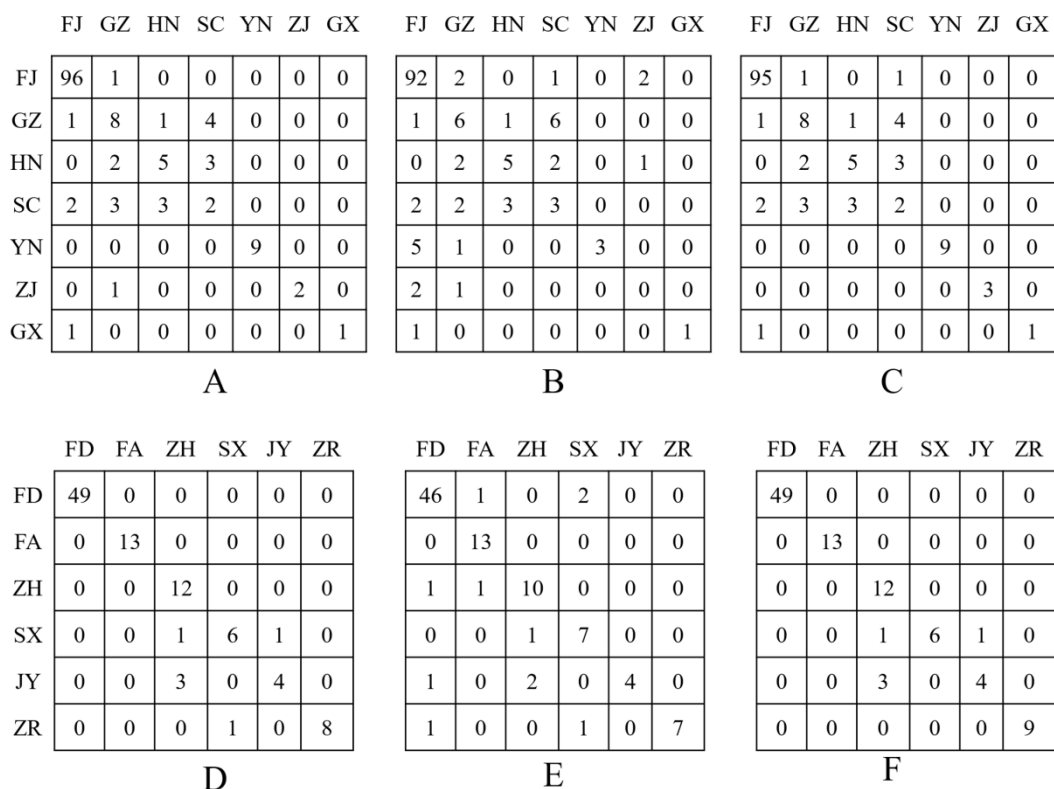 FJ GZ HN SC YN ZJ GX FJ GZ HN SC YN ZJ GX FJ GZ HN SC YN ZJ GX
FJ 96 1 0 0 0 0 0 92 2 0 1 0 2 0 95 1 0 1 0 0 0
GZ 1 8 1 4 0 0 0 1 6 1 6 0 0 0 1 8 1 4 0 0 0
HN 0 2 5 3 0 0 0 0 2 5 2 0 1 0 0 2 5 3 0 0 0
SC 2 3 3 2 0 0 0 2 2 3 3 0 0 0 2 3 3 2 0 0 0
YN 0 0 0 0 9 0 0 5 1 0 0 3 0 0 0 0 0 0 9 0 0
ZJ 0 1 0 0 0 2 0 2 1 0 0 0 0 0 0 0 0 0 0 3 0
GX 1 0 0 0 0 0 1 1 0 0 0 0 0 1 1 0 0 0 0 0 1
A B C
FD FA ZH SX JY ZR FD FA ZH SX JY ZR FD FA ZH SX JY ZR
FD 49 0 0 0 0 0 46 1 0 2 0 0 49 0 0 0 0 0
FA 0 13 0 0 0 0 0 13 0 0 0 0 0 13 0 0 0 0
ZH 0 0 12 0 0 0 1 1 10 0 0 0 0 0 12 0 0 0
SX 0 0 1 6 1 0 0 0 1 7 0 0 0 0 1 6 1 0
JY 0 0 3 0 4 0 1 0 2 0 4 0 0 0 3 0 4 0
ZR 0 0 0 1 0 8 1 0 0 1 0 7 0 0 0 0 0 9
D E F